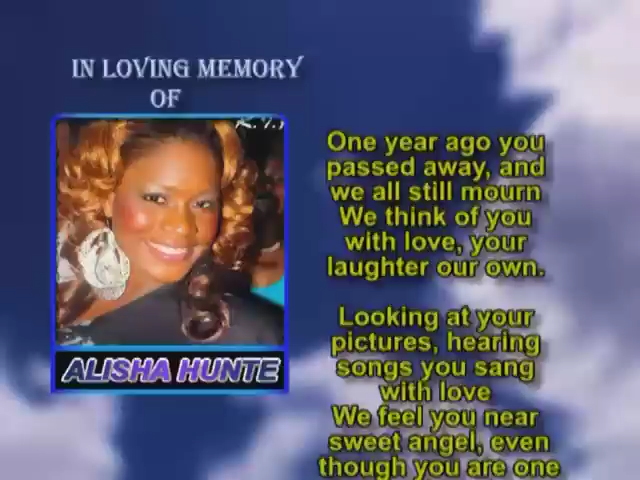 IN LOVING MEMORY
OF
R.I.P
ALISHA HUNTE
One year ago you
passed away, and
we all still mourn
We think of you
with love, your
laughter our own.
Looking at your
pictures, hearing
songs you sang
with love
We feel you near
sweet angel, even
though you are one